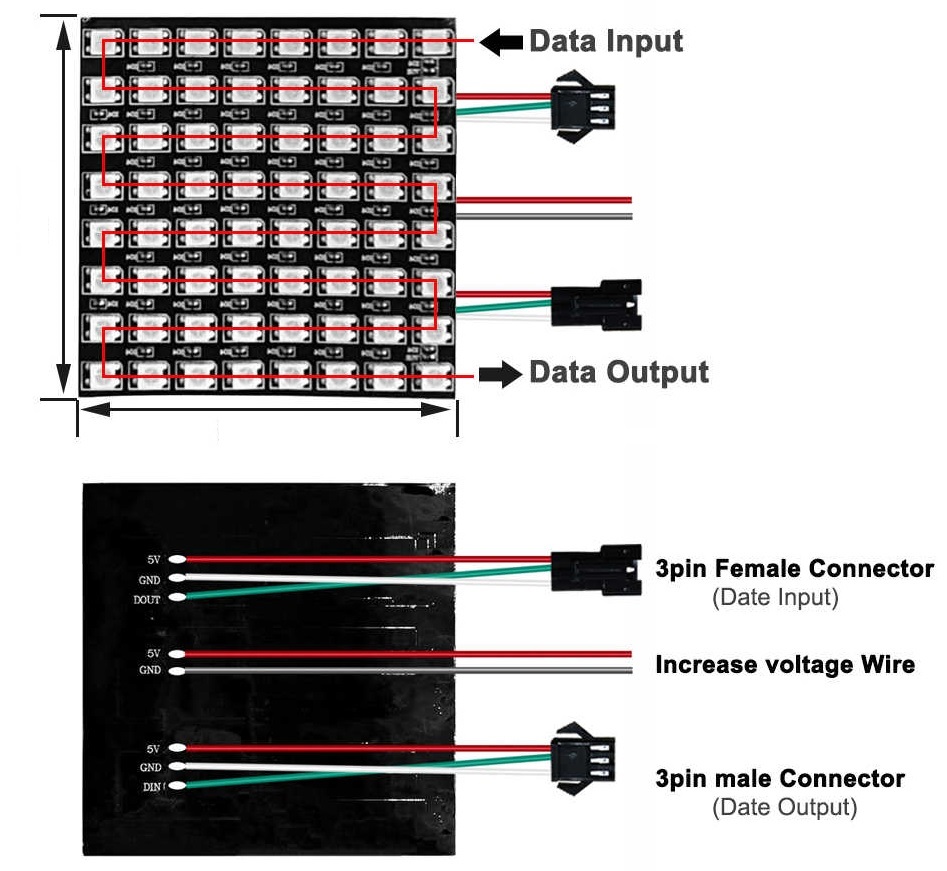 Data Input
Data Output
5V
GND
DOUT
3pin Female Connector
(Date Input)
5V
GND
Increase voltage Wire
5V
GND
DIN
3pin male Connector
(Date Output)